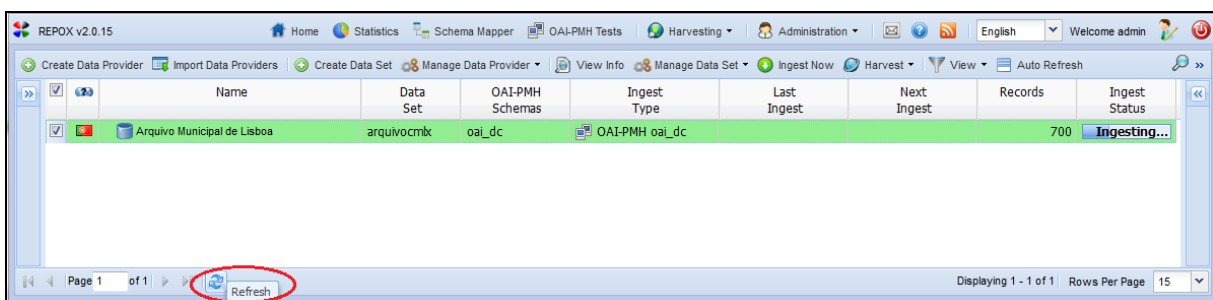 REPOX v2.0.15 Home Statistics Schema Mapper OAI-PMH Tests Harvesting Administration English Welcome admin
Create Data Provider Import Data Providers Create Data Set Manage Data Provider View Info Manage Data Set Ingest Now Harvest View Auto Refresh
Name Data Set OAI-PMH Schemas Ingest Type Last Ingest Next Ingest Records Ingest Status
Arquivo Municipal de Lisboa arquivocmlx oai_dc OAI-PMH oai_dc 700 Ingesting...
Page 1 of 1 Displaying 1 - 1 of 1 Rows Per Page 15
Refresh